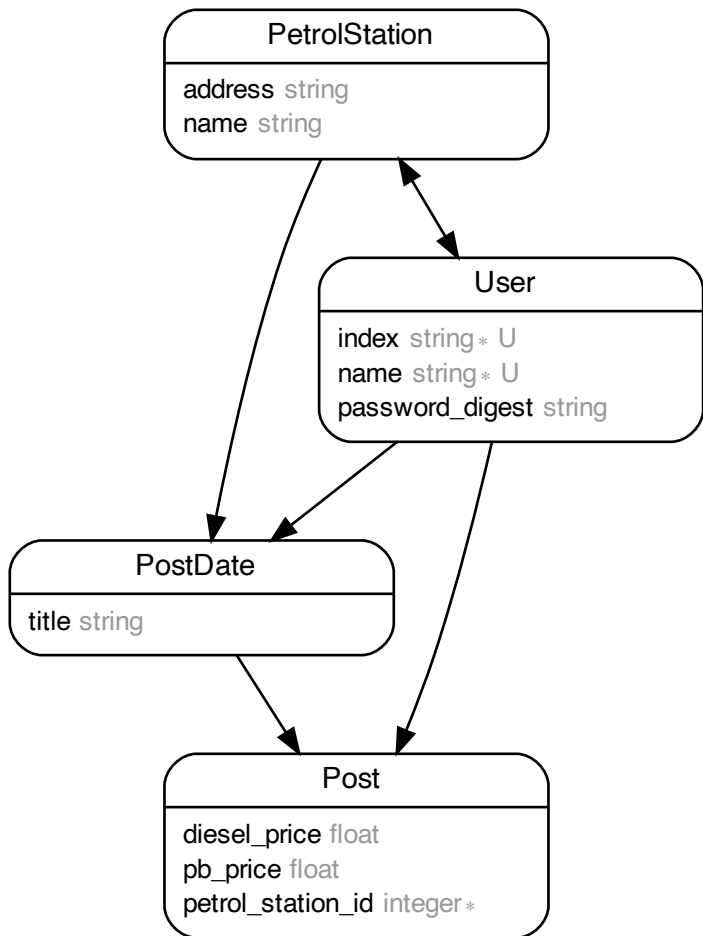 PetrolStation
address string
name string
User
index string* U
name string* U
password_digest string
PostDate
title string
Post
diesel_price float
pb_price float
petrol_station_id integer*